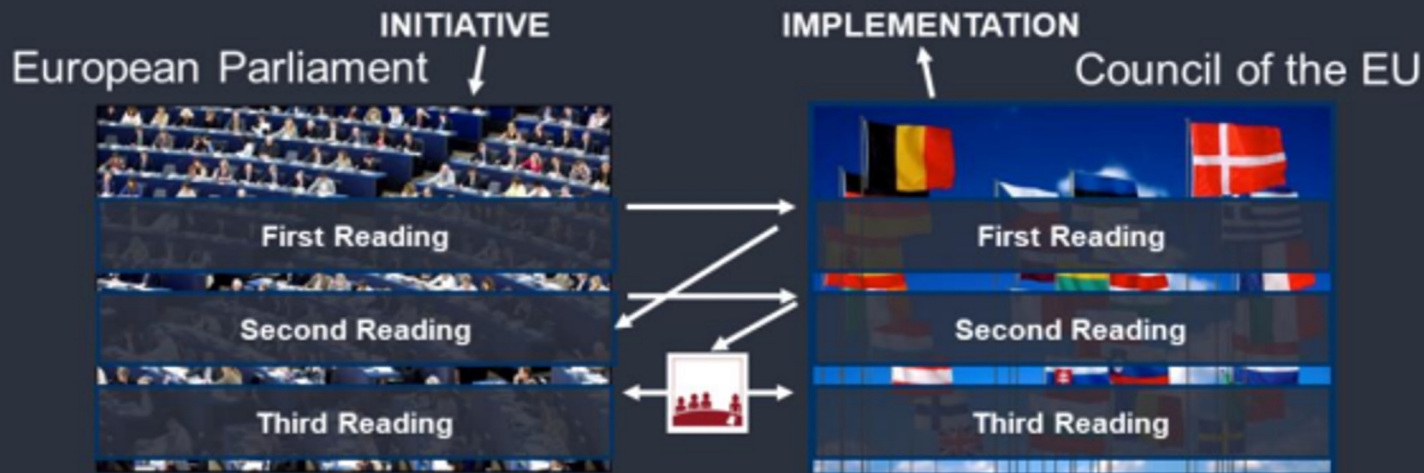 INITIATIVE
IMPLEMENTATION
European Parliament
Council of the EU
First Reading
First Reading
Second Reading
Second Reading
Third Reading
Third Reading
4